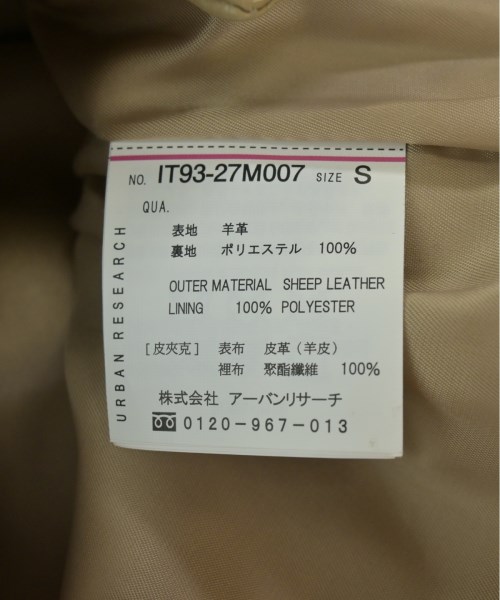 NO. IT93-27M007 SIZE S
QUA.
表地 羊革
裏地 ポリエステル 100%
OUTER MATERIAL SHEEP LEATHER
LINING 100% POLYESTER
[皮夾克] 表布 皮革(羊皮)
裡布 聚酯纖維 100%
株式会社 アーバンリサーチ
0120-967-013
URBAN RESEARCH